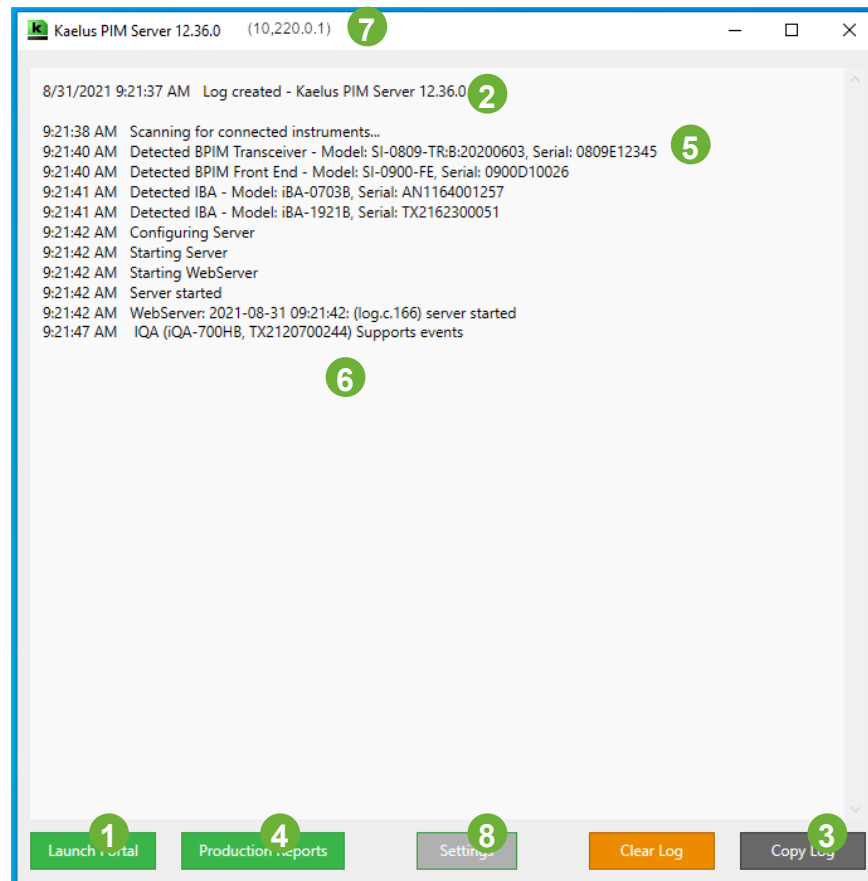 Kaelus PIM Server 12.36.0 (10,220.0.1) 7
8/31/2021 9:21:37 AM Log created - Kaelus PIM Server 12.36.0 2
9:21:38 AM Scanning for connected instruments...
9:21:40 AM Detected BPIM Transceiver - Model: SI-0809-TR:B:20200603, Serial: 0809E12345 5
9:21:40 AM Detected BPIM Front End - Model: SI-0900-FE, Serial: 0900D10026
9:21:41 AM Detected IBA - Model: iBA-0703B, Serial: AN1164001257
9:21:41 AM Detected IBA - Model: iBA-1921B, Serial: TX2162300051
9:21:42 AM Configuring Server
9:21:42 AM Starting Server
9:21:42 AM Starting WebServer
9:21:42 AM Server started
9:21:42 AM WebServer: 2021-08-31 09:21:42: (log.c.166) server started
9:21:47 AM IQA (iQA-700HB, TX2120700244) Supports events
6
1 4 8 3
Launch Portal Production Reports Settings Clear Log Copy Log